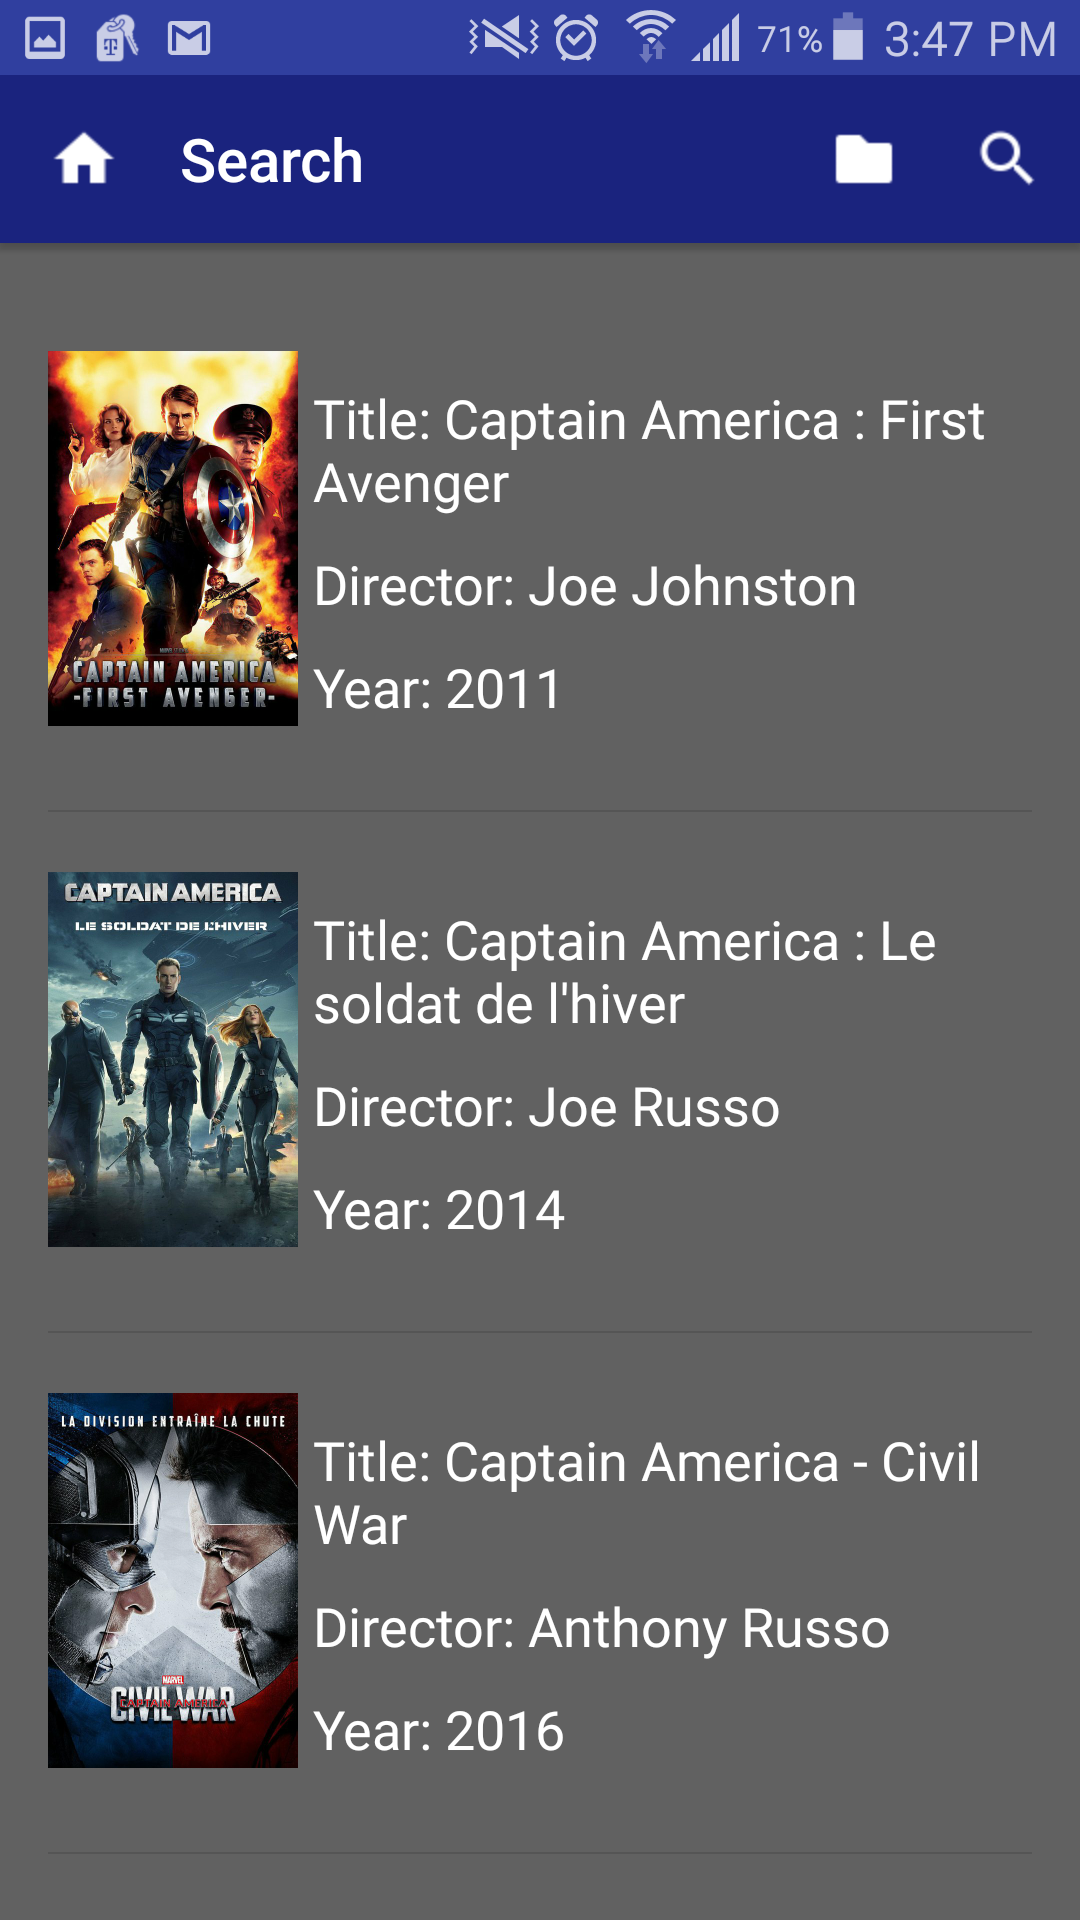 71% 3:47 PM
Search
CAPTAIN AMERICA
-FIRST AVENGER-
Title: Captain America : First
Avenger
Director: Joe Johnston
Year: 2011
CAPTAIN AMERICA
LE SOLDAT DE L'HIVER
Title: Captain America : Le
soldat de l'hiver
Director: Joe Russo
Year: 2014
LA DIVISION ENTRAÎNE LA CHUTE
MARVEL
CAPTAIN AMERICA
CIVIL WAR
Title: Captain America - Civil
War
Director: Anthony Russo
Year: 2016